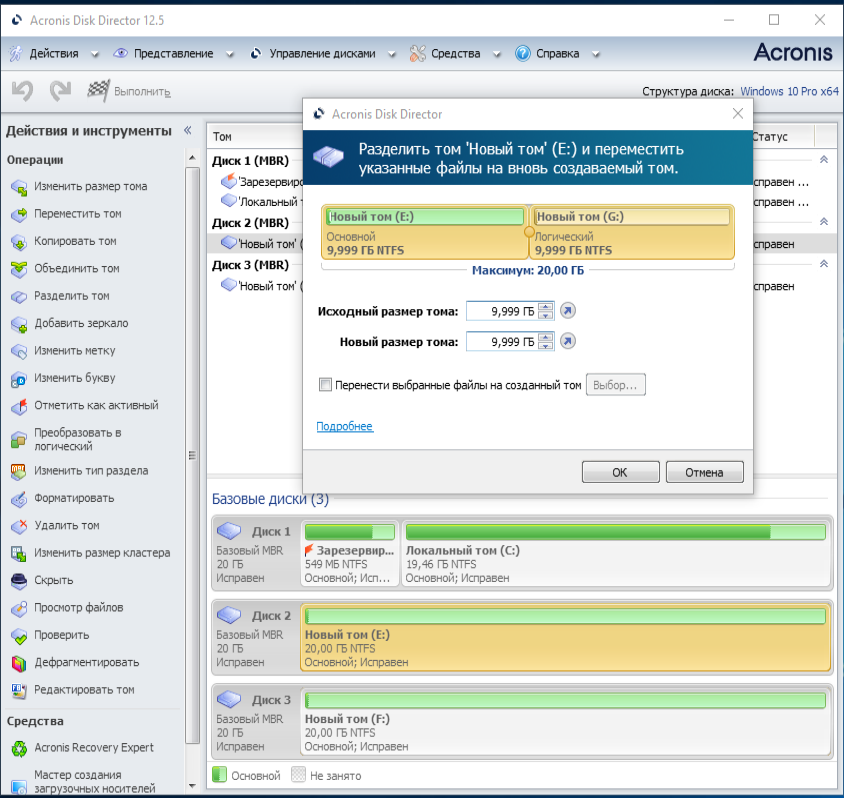 Acronis Disk Director 12.5
Действия Представление Управление дисками Средства Справка Acronis
Выполнить Структура диска: Windows 10 Pro x64
Действия и инструменты «
Операции
Изменить размер тома
Переместить том
Копировать том
Объединить том
Разделить том
Добавить зеркало
Изменить метку
Изменить букву
Отметить как активный
Преобразовать в
логический
Изменить тип раздела
Форматировать
Удалить том
Изменить размер кластера
Скрыть
Просмотр файлов
Проверить
Дефрагментировать
Редактировать том
Средства
Acronis Recovery Expert
Мастер создания
загрузочных носителей
Том Статус
Диск 1 (MBR)
'Зарезервиро справен ...
'Локальный т справен ...
Диск 2 (MBR)
'Новый том' ( справен
Диск 3 (MBR)
'Новый том' ( справен
Acronis Disk Director
Разделить том 'Новый том' (E:) и переместить
указанные файлы на вновь создаваемый том.
Новый том (E:) Новый том (G:)
Основной Логический
9,999 ГБ NTFS 9,999 ГБ NTFS
Максимум: 20,00 ГБ
Исходный размер тома: 9,999 ГБ
Новый размер тома: 9,999 ГБ
Перенести выбранные файлы на созданный том Выбор...
Подробнее
OK Отмена
Базовые диски (3)
Диск 1
Базовый MBR
20 ГБ
Исправен
Зарезервир...
549 МБ NTFS
Основной; Исп...
Локальный том (C:)
19,46 ГБ NTFS
Основной; Исправен
Диск 2
Базовый MBR
20 ГБ
Исправен
Новый том (E:)
20,00 ГБ NTFS
Основной; Исправен
Диск 3
Базовый MBR
20 ГБ
Исправен
Новый том (F:)
20,00 ГБ NTFS
Основной; Исправен
Основной Не занято